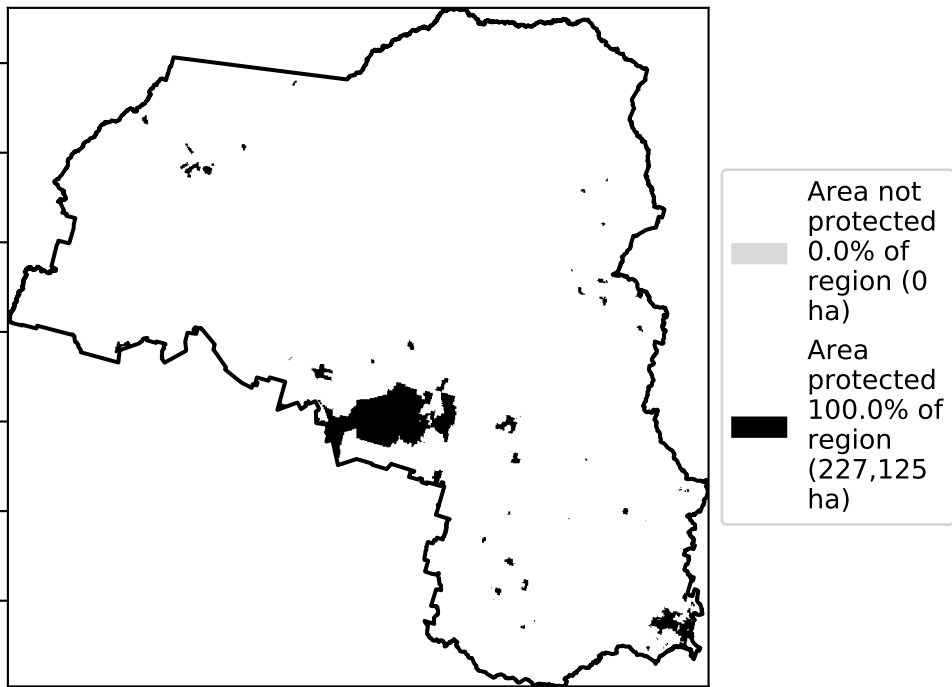 Area not
protected
0.0% of
region (0
ha)
Area
protected
100.0% of
region
(227,125
ha)